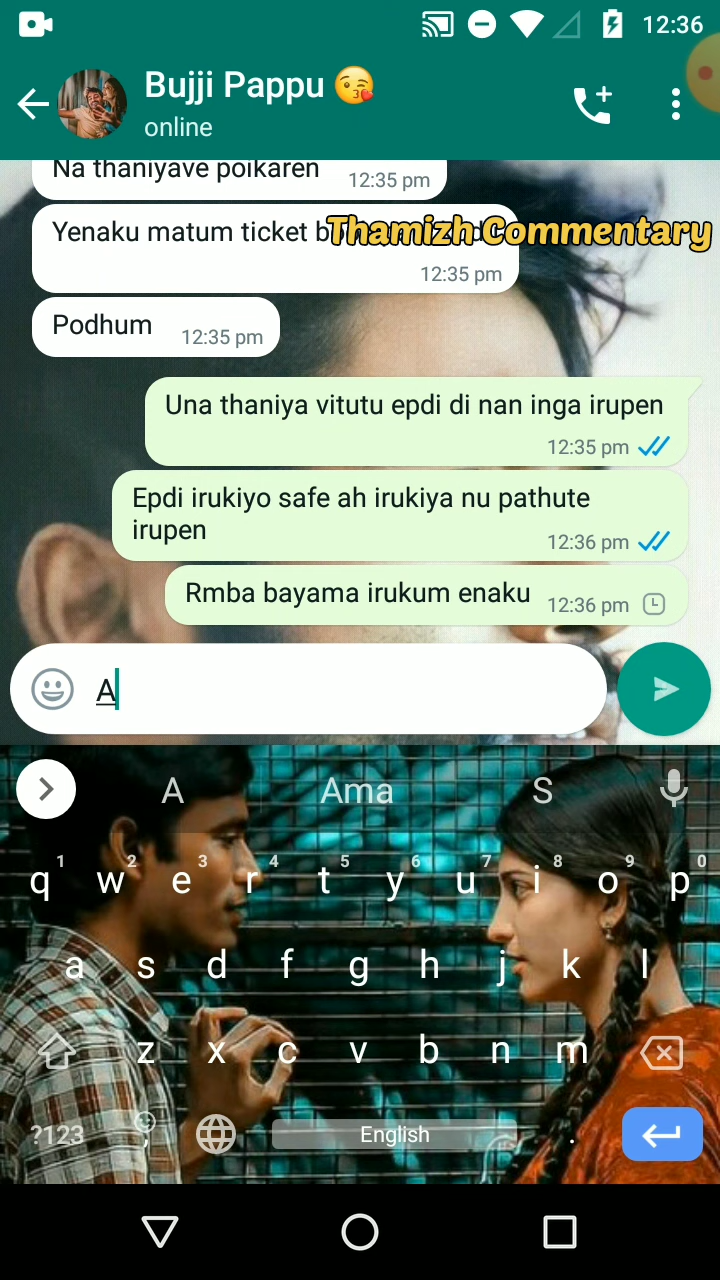 12:36
Bujji Pappu 😘
online
Na thaniyave poikaren 12:35 pm
Thamizh Commentary
Yenaku matum ticket
12:35 pm
Podhum 12:35 pm
Una thaniya vitutu epdi di nan inga irupen
12:35 pm
Epdi irukiyo safe ah irukiya nu pathute
irupen 12:36 pm
Rmba bayama irukum enaku 12:36 pm
A
A Ama S
1 2 3 4 5 6 7 8 9 0
q w e r t y u i o p
a s d f g h j k l
z x c v b n m
?123 , English .